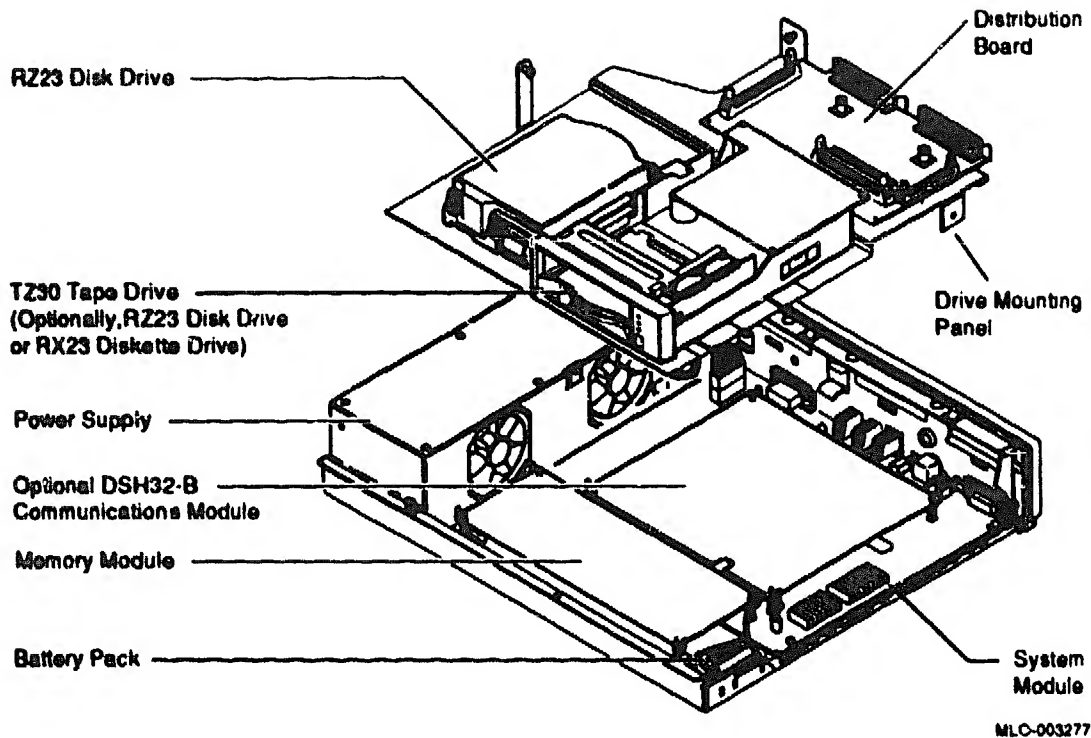 Distribution
Board
RZ23 Disk Drive
TZ30 Tape Drive
(Optionally,RZ23 Disk Drive
or RX23 Diskette Drive)
Drive Mounting
Panel
Power Supply
Optional DSH32-B
Communications Module
Memory Module
Battery Pack
System
Module
MLO-003277